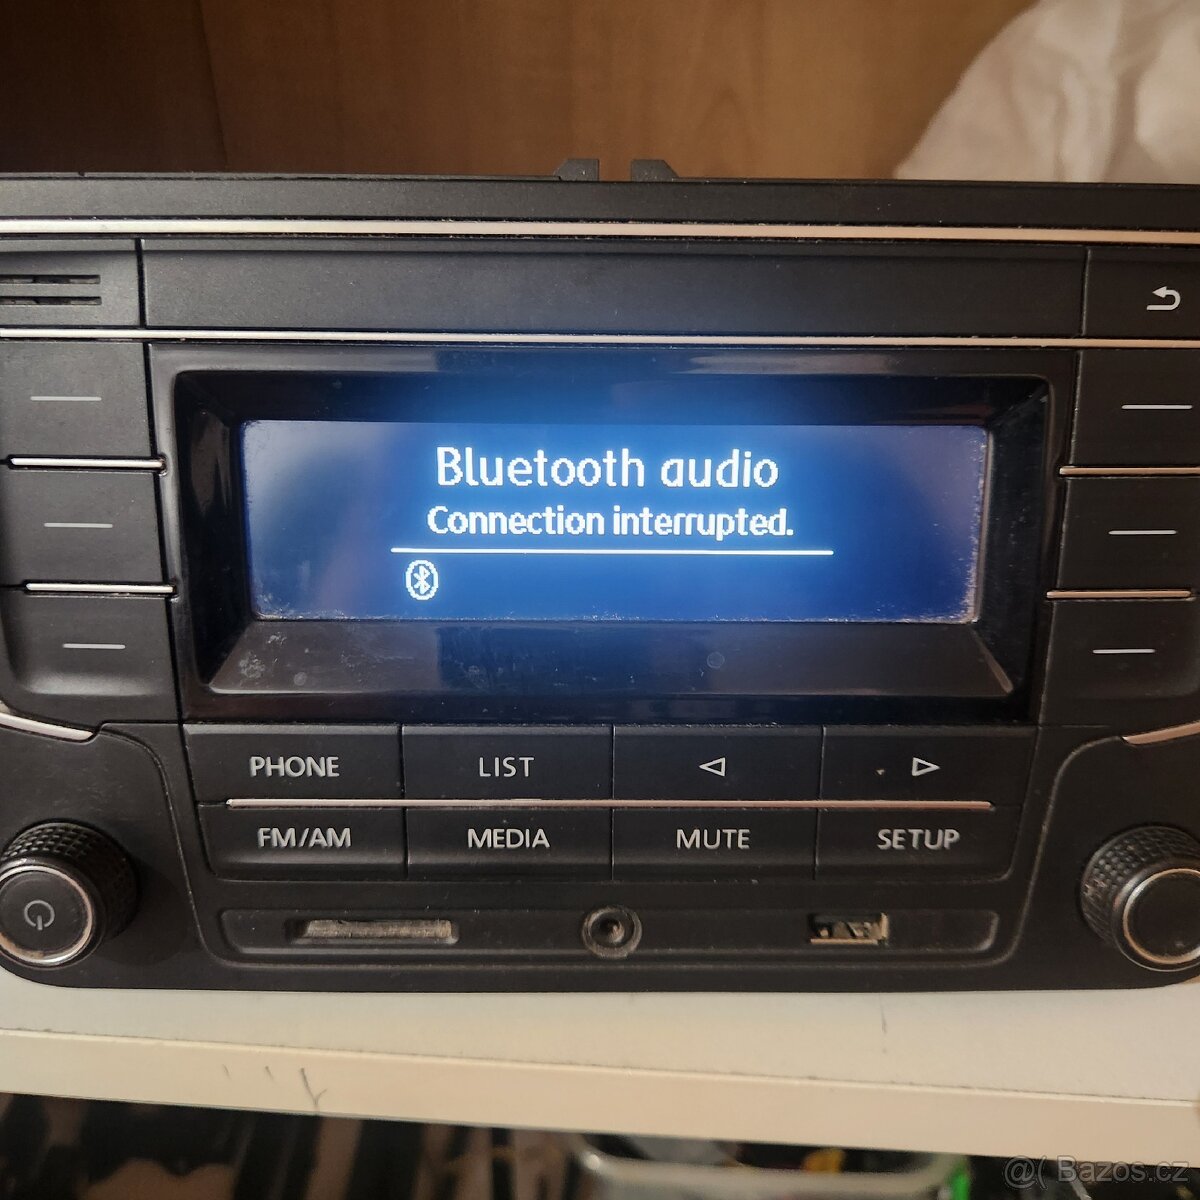 Bluetooth audio
Connection interrupted.
PHONE
LIST
FM/AM
MEDIA
MUTE
SETUP
@( Bazos.cz